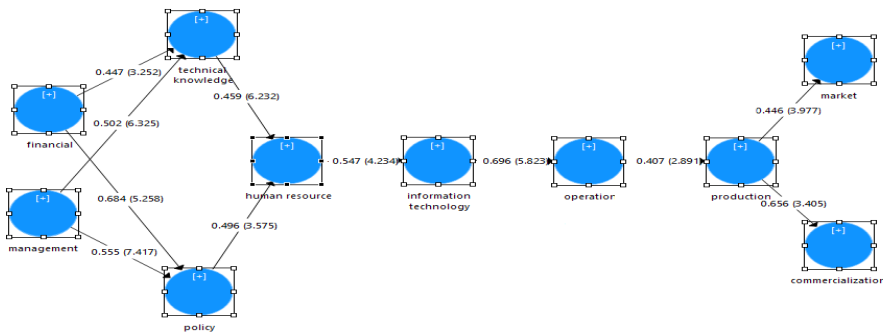 [+]
technical
knowledge
0.447 (3.252)
0.459 (6.232)
[+]
financial
0.502 (6.325)
[+]
market
0.446 (3.977)
[+]
human resource
0.547 (4.234)
[+]
information
technology
0.696 (5.823)
[+]
operatior
0.407 (2.891)
[+]
production
0.684 (5.258)
[+]
management
0.555 (7.417)
0.496 (3.575)
0.656 (3.405)
[+]
commercialization
[+]
policy